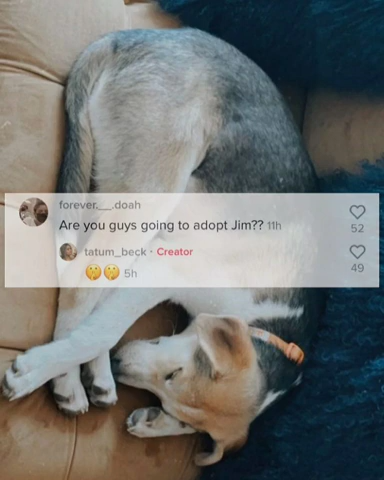 forever.__.doah
Are you guys going to adopt Jim?? 11h
52
tatum_beck · Creator
🤫🤫 5h
49